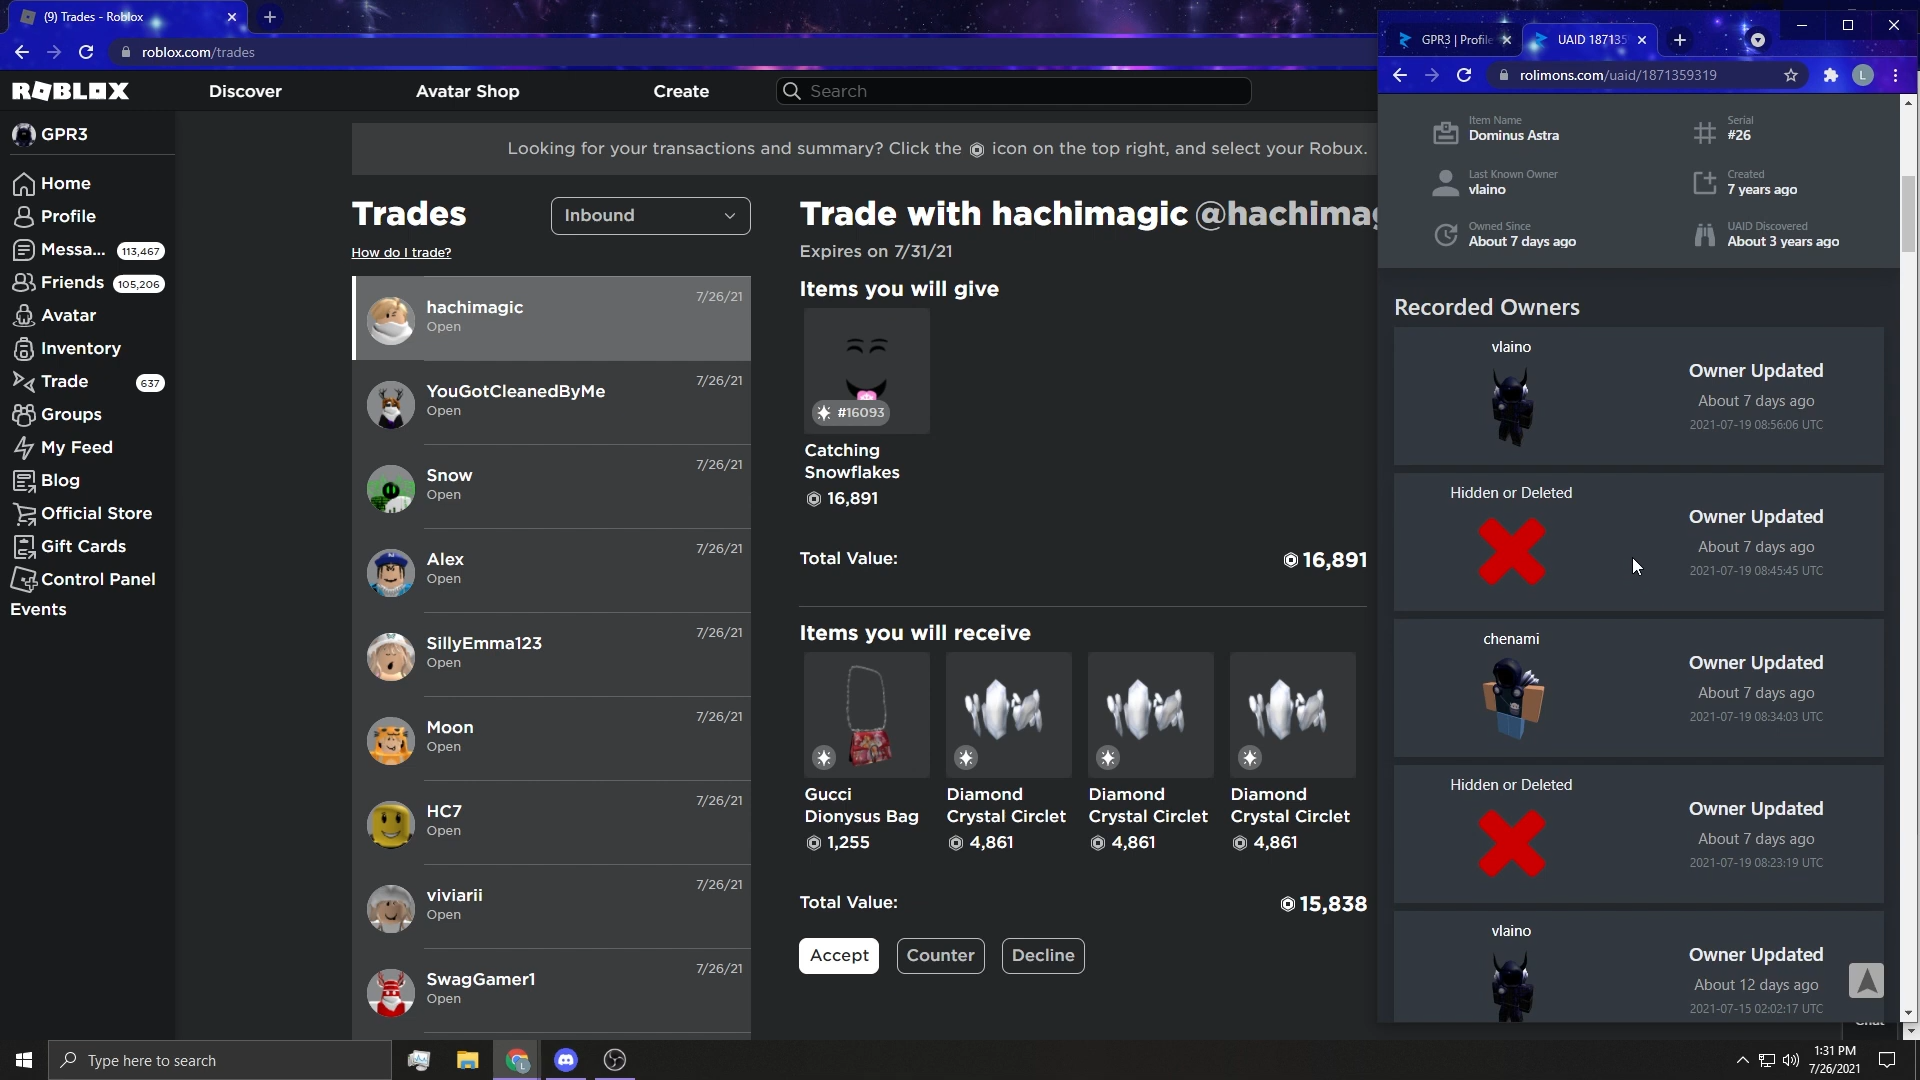 (9) Trades - Roblox
roblox.com/trades
ROBLOX
Discover
Avatar Shop
Create
Search
GPR3
Home
Profile
Messa... 113,467
Friends 105,206
Avatar
Inventory
Trade 637
Groups
My Feed
Blog
Official Store
Gift Cards
Control Panel
Events
Looking for your transactions and summary? Click the icon on the top right, and select your Robux.
Trades
Inbound
How do I trade?
hachimagic 7/26/21
Open
YouGotCleanedByMe 7/26/21
Open
Snow 7/26/21
Open
Alex 7/26/21
Open
SillyEmma123 7/26/21
Open
Moon 7/26/21
Open
HC7 7/26/21
Open
viviarii 7/26/21
Open
SwagGamer1 7/26/21
Open
Trade with hachimagic @hachimag
Expires on 7/31/21
Items you will give
#16093
Catching
Snowflakes
16,891
Total Value: 16,891
Items you will receive
Gucci
Dionysus Bag
1,255
Diamond
Crystal Circlet
4,861
Diamond
Crystal Circlet
4,861
Diamond
Crystal Circlet
4,861
Total Value: 15,838
Accept
Counter
Decline
GPR3 | Profile
UAID 187135
rolimons.com/uaid/1871359319
L
Item Name
Dominus Astra
Serial
#26
Last Known Owner
vlaino
Created
7 years ago
Owned Since
About 7 days ago
UAID Discovered
About 3 years ago
Recorded Owners
vlaino
Owner Updated
About 7 days ago
2021-07-19 08:56:06 UTC
Hidden or Deleted
Owner Updated
About 7 days ago
2021-07-19 08:45:45 UTC
chenami
Owner Updated
About 7 days ago
2021-07-19 08:34:03 UTC
Hidden or Deleted
Owner Updated
About 7 days ago
2021-07-19 08:23:19 UTC
vlaino
Owner Updated
About 12 days ago
2021-07-15 02:02:17 UTC
Chat
Type here to search
L
1:31 PM
7/26/2021